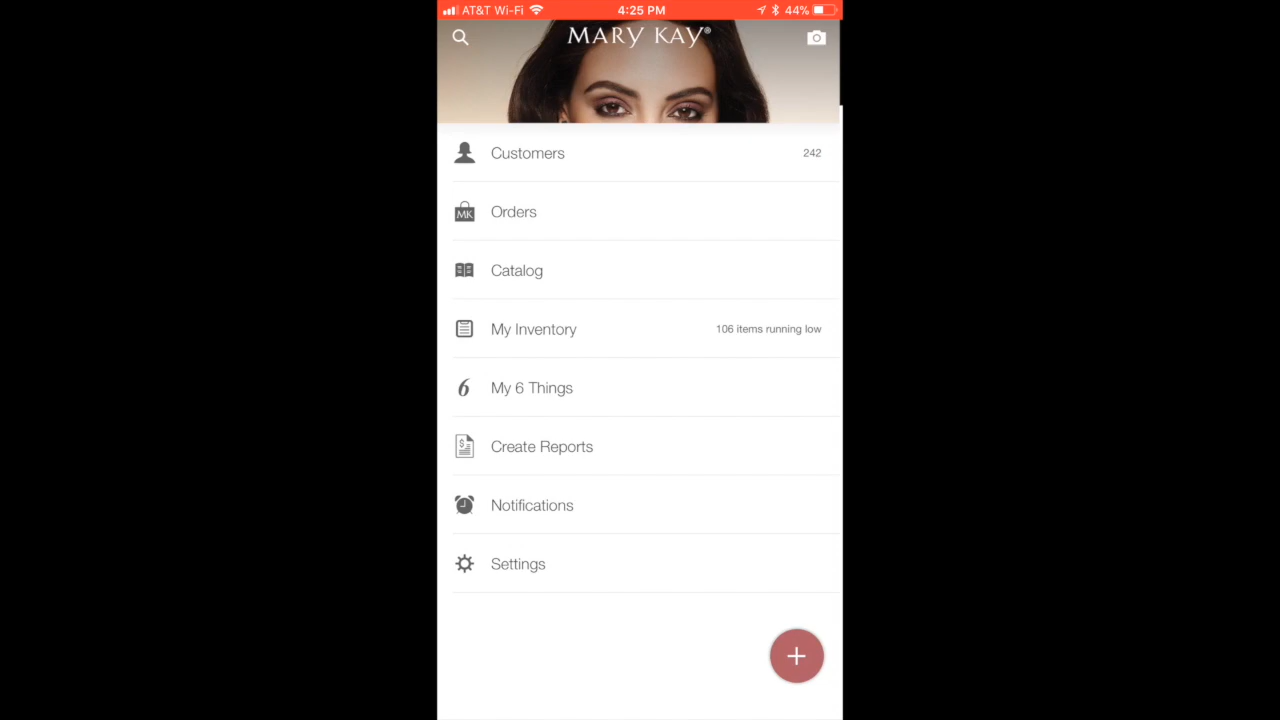 AT&T Wi-Fi 4:25 PM 44%
MARY KAY®
Customers 242
MK
Orders
Catalog
My Inventory 106 items running low
6 My 6 Things
$
Create Reports
Notifications
Settings
+